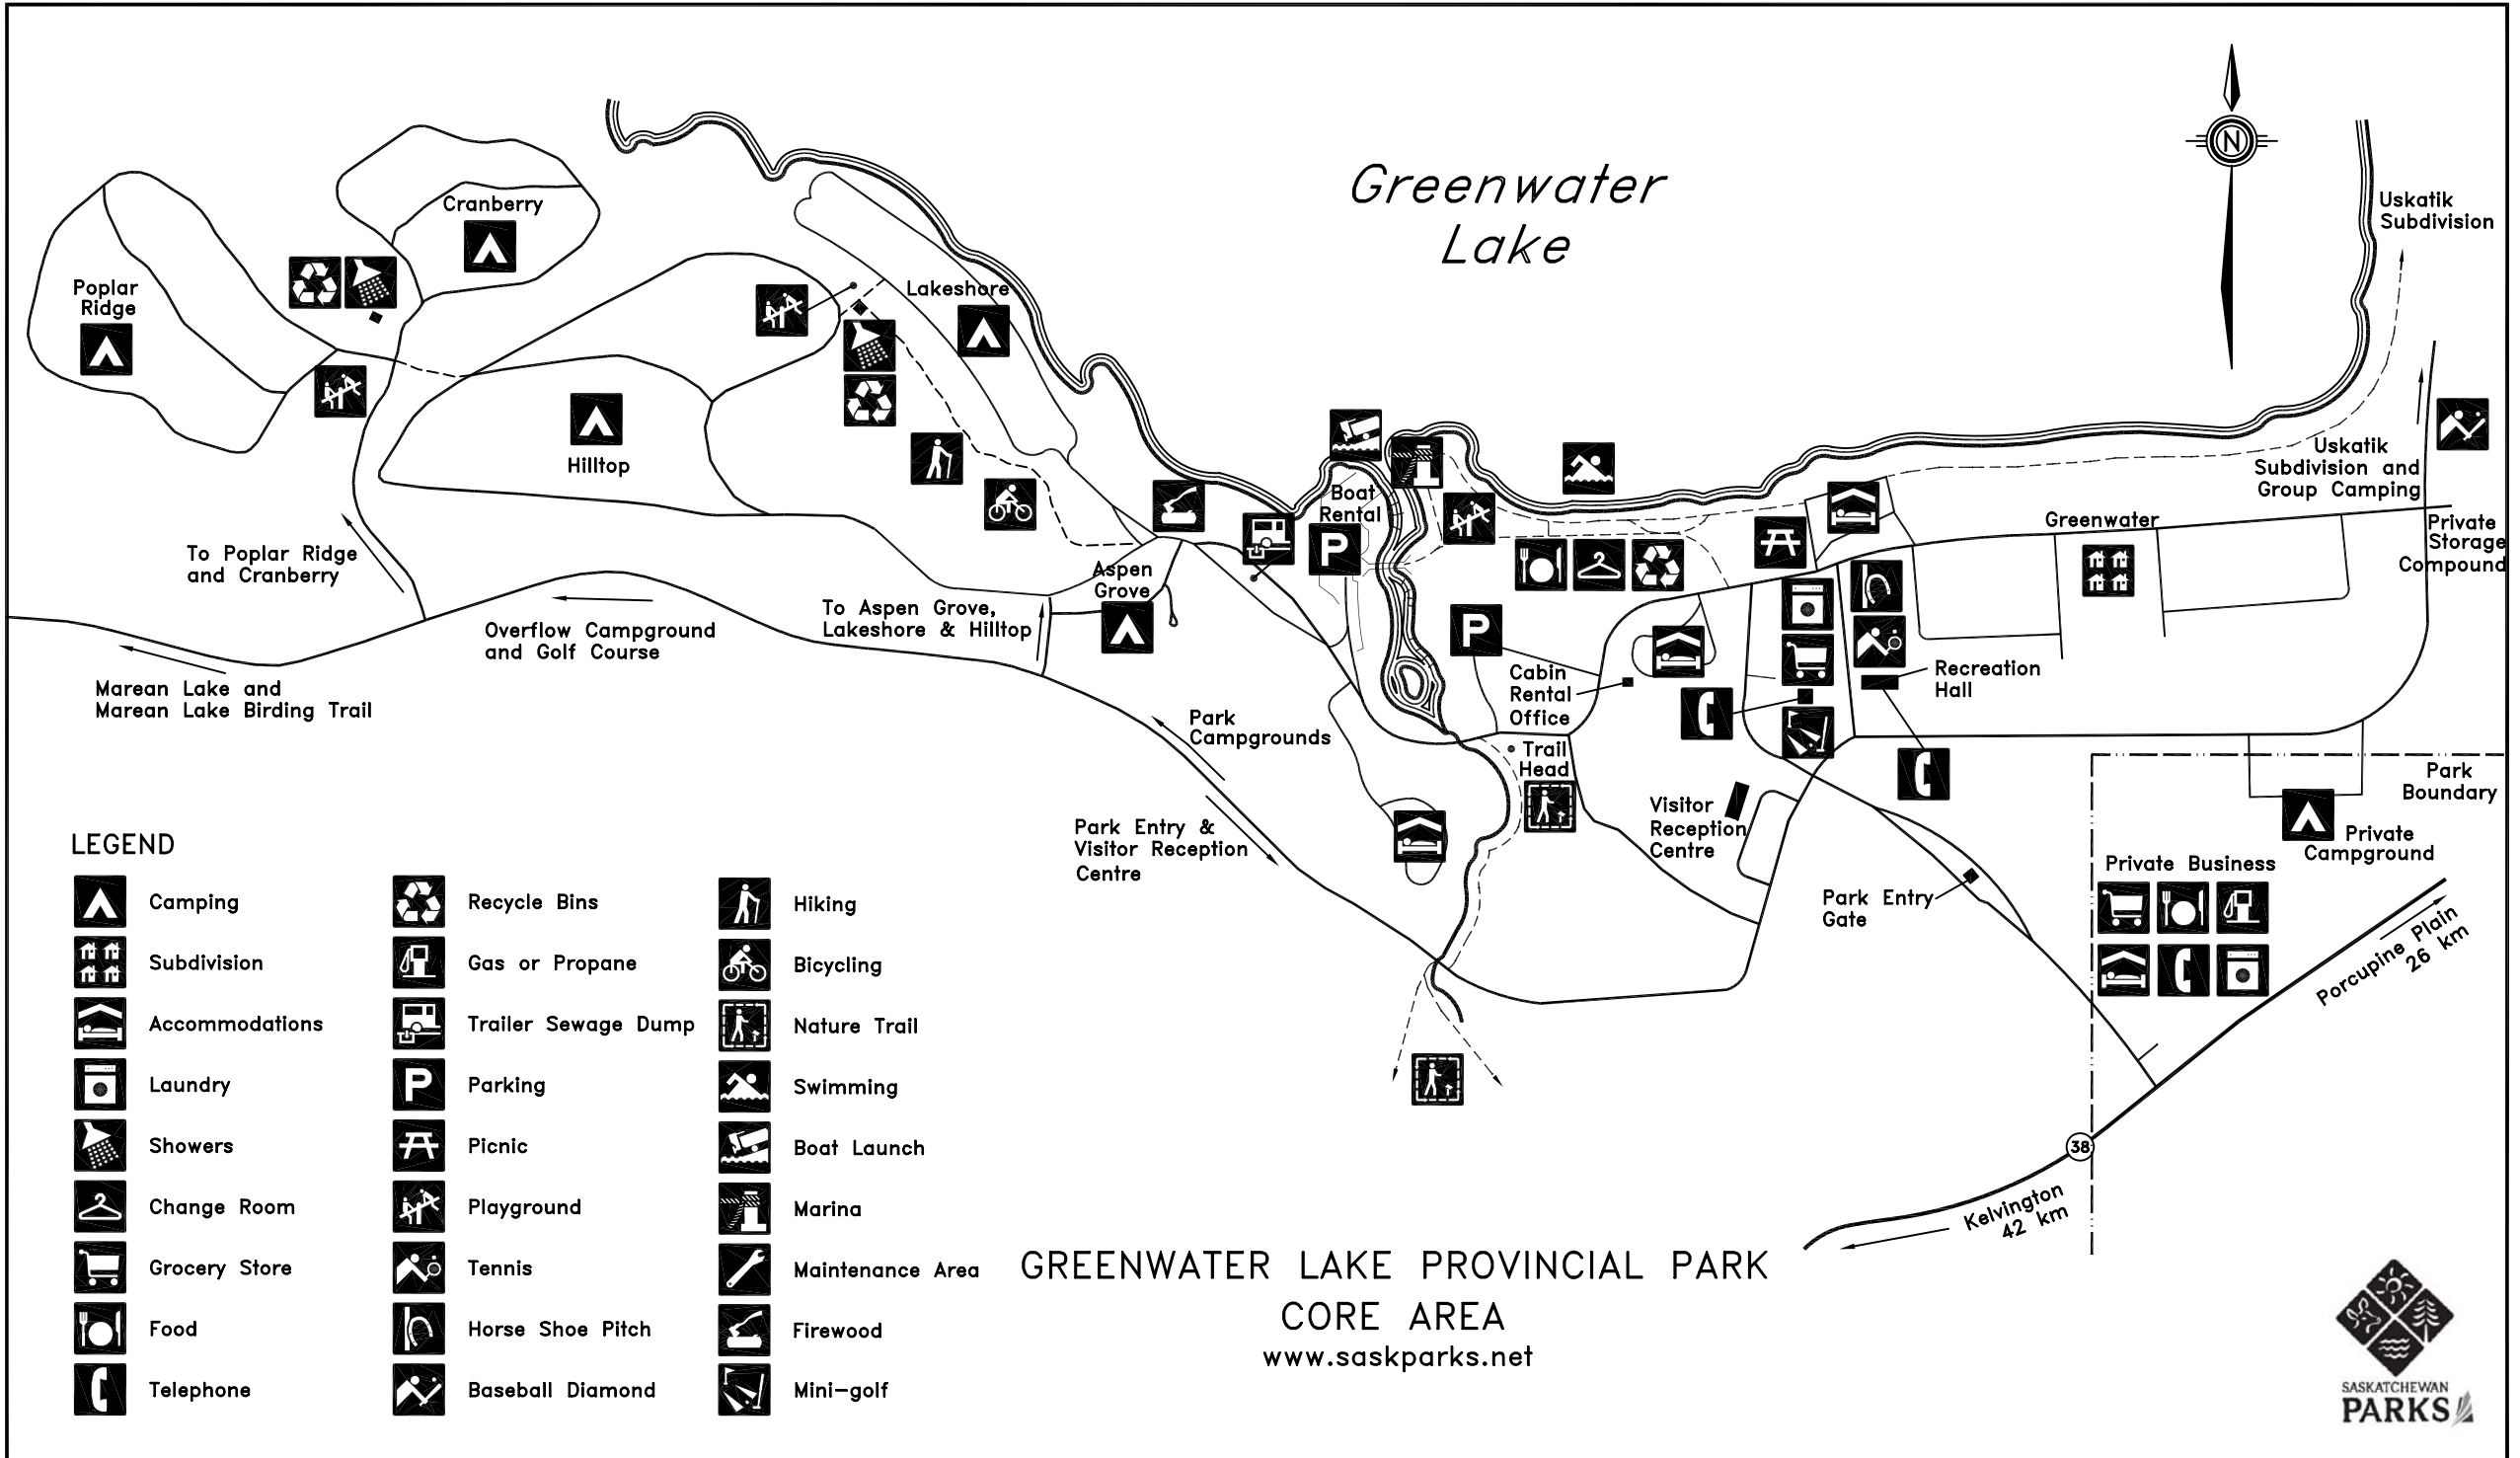 Greenwater
Lake
N
Uskatik
Subdivision
Cranberry
Poplar
Ridge
Lakeshore
Hilltop
Boat
Rental
P
Uskatik
Subdivision and
Group Camping
Greenwater
Private
Storage
Compound
To Poplar Ridge
and Cranberry
Aspen
Grove
To Aspen Grove,
Lakeshore & Hilltop
Overflow Campground
and Golf Course
Marean Lake and
Marean Lake Birding Trail
P
Cabin
Rental
Office
Recreation
Hall
Park
Campgrounds
Trail
Head
Park
Boundary
Visitor
Reception
Centre
Park Entry &
Visitor Reception
Centre
Private
Campground
Private Business
Park Entry
Gate
Porcupine Plain
26 km
38
Kelvington
42 km
LEGEND
Camping
Subdivision
Accommodations
Laundry
Showers
Change Room
Grocery Store
Food
Telephone
Recycle Bins
Gas or Propane
Trailer Sewage Dump
P Parking
Picnic
Playground
Tennis
Horse Shoe Pitch
Baseball Diamond
Hiking
Bicycling
Nature Trail
Swimming
Boat Launch
Marina
Maintenance Area
Firewood
Mini-golf
GREENWATER LAKE PROVINCIAL PARK
CORE AREA
www.saskparks.net
SASKATCHEWAN
PARKS